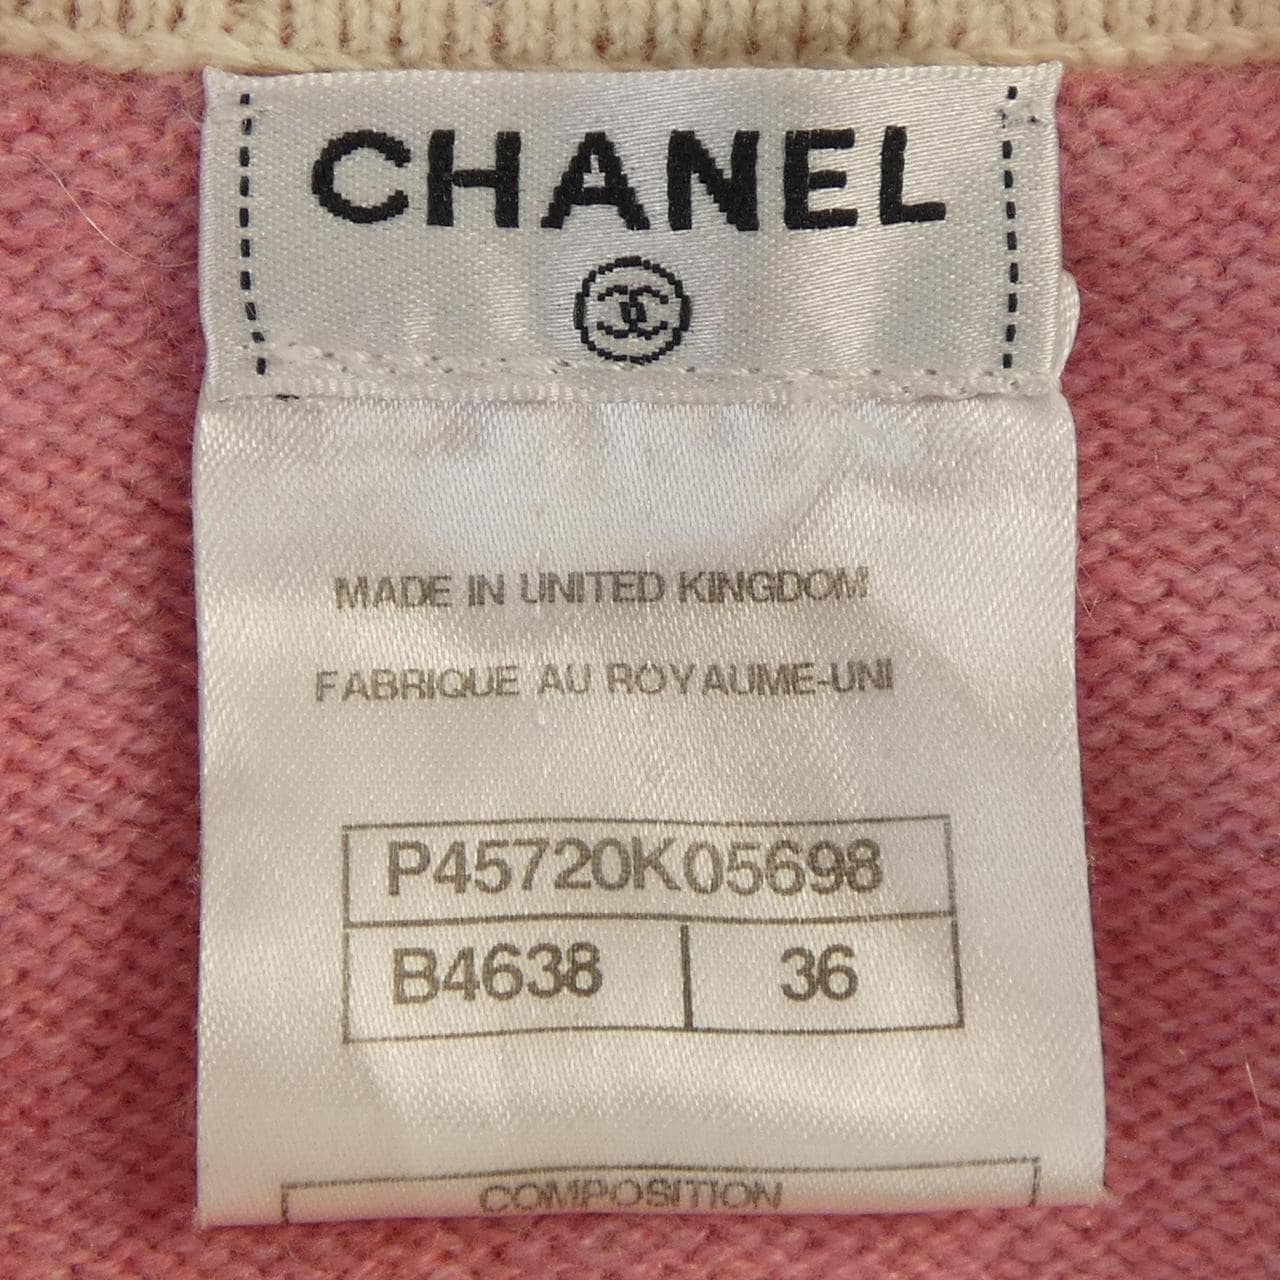 CHANEL
MADE IN UNITED KINGDOM
FABRIQUE AU ROYAUME-UNI
P45720K05698
B4638 36
COMPOSITION